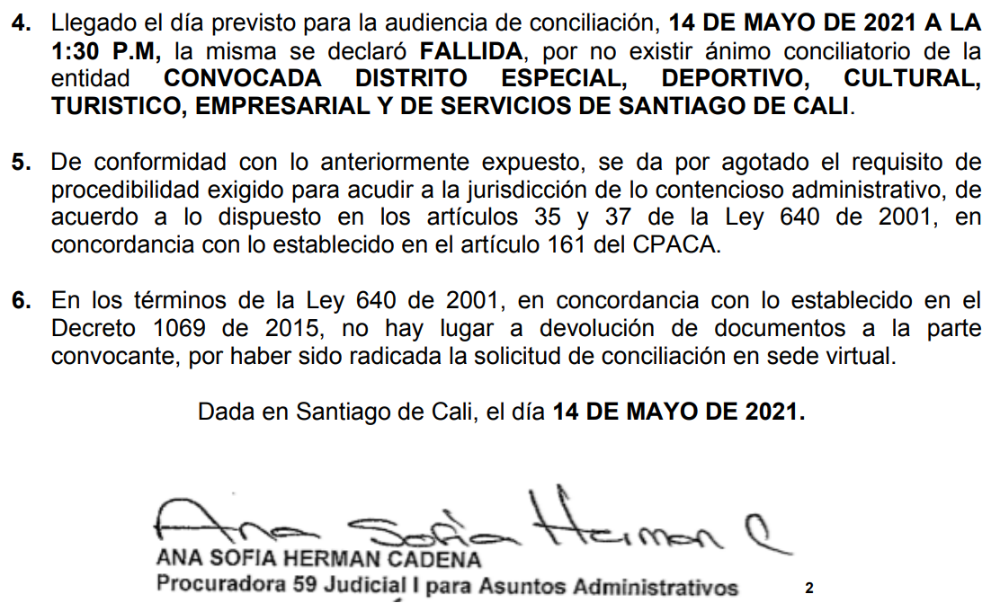 4. Llegado el día previsto para la audiencia de conciliación, 14 DE MAYO DE 2021 A LA
1:30 P.M, la misma se declaró FALLIDA, por no existir ánimo conciliatorio de la
entidad CONVOCADA DISTRITO ESPECIAL, DEPORTIVO, CULTURAL,
TURISTICO, EMPRESARIAL Y DE SERVICIOS DE SANTIAGO DE CALI.
5. De conformidad con lo anteriormente expuesto, se da por agotado el requisito de
procedibilidad exigido para acudir a la jurisdicción de lo contencioso administrativo, de
acuerdo a lo dispuesto en los artículos 35 y 37 de la Ley 640 de 2001, en
concordancia con lo establecido en el artículo 161 del CPACA.
6. En los términos de la Ley 640 de 2001, en concordancia con lo establecido en el
Decreto 1069 de 2015, no hay lugar a devolución de documentos a la parte
convocante, por haber sido radicada la solicitud de conciliación en sede virtual.
Dada en Santiago de Cali, el día 14 DE MAYO DE 2021.
Ana Sofía Herman C
ANA SOFIA HERMAN CADENA
Procuradora 59 Judicial I para Asuntos Administrativos
2